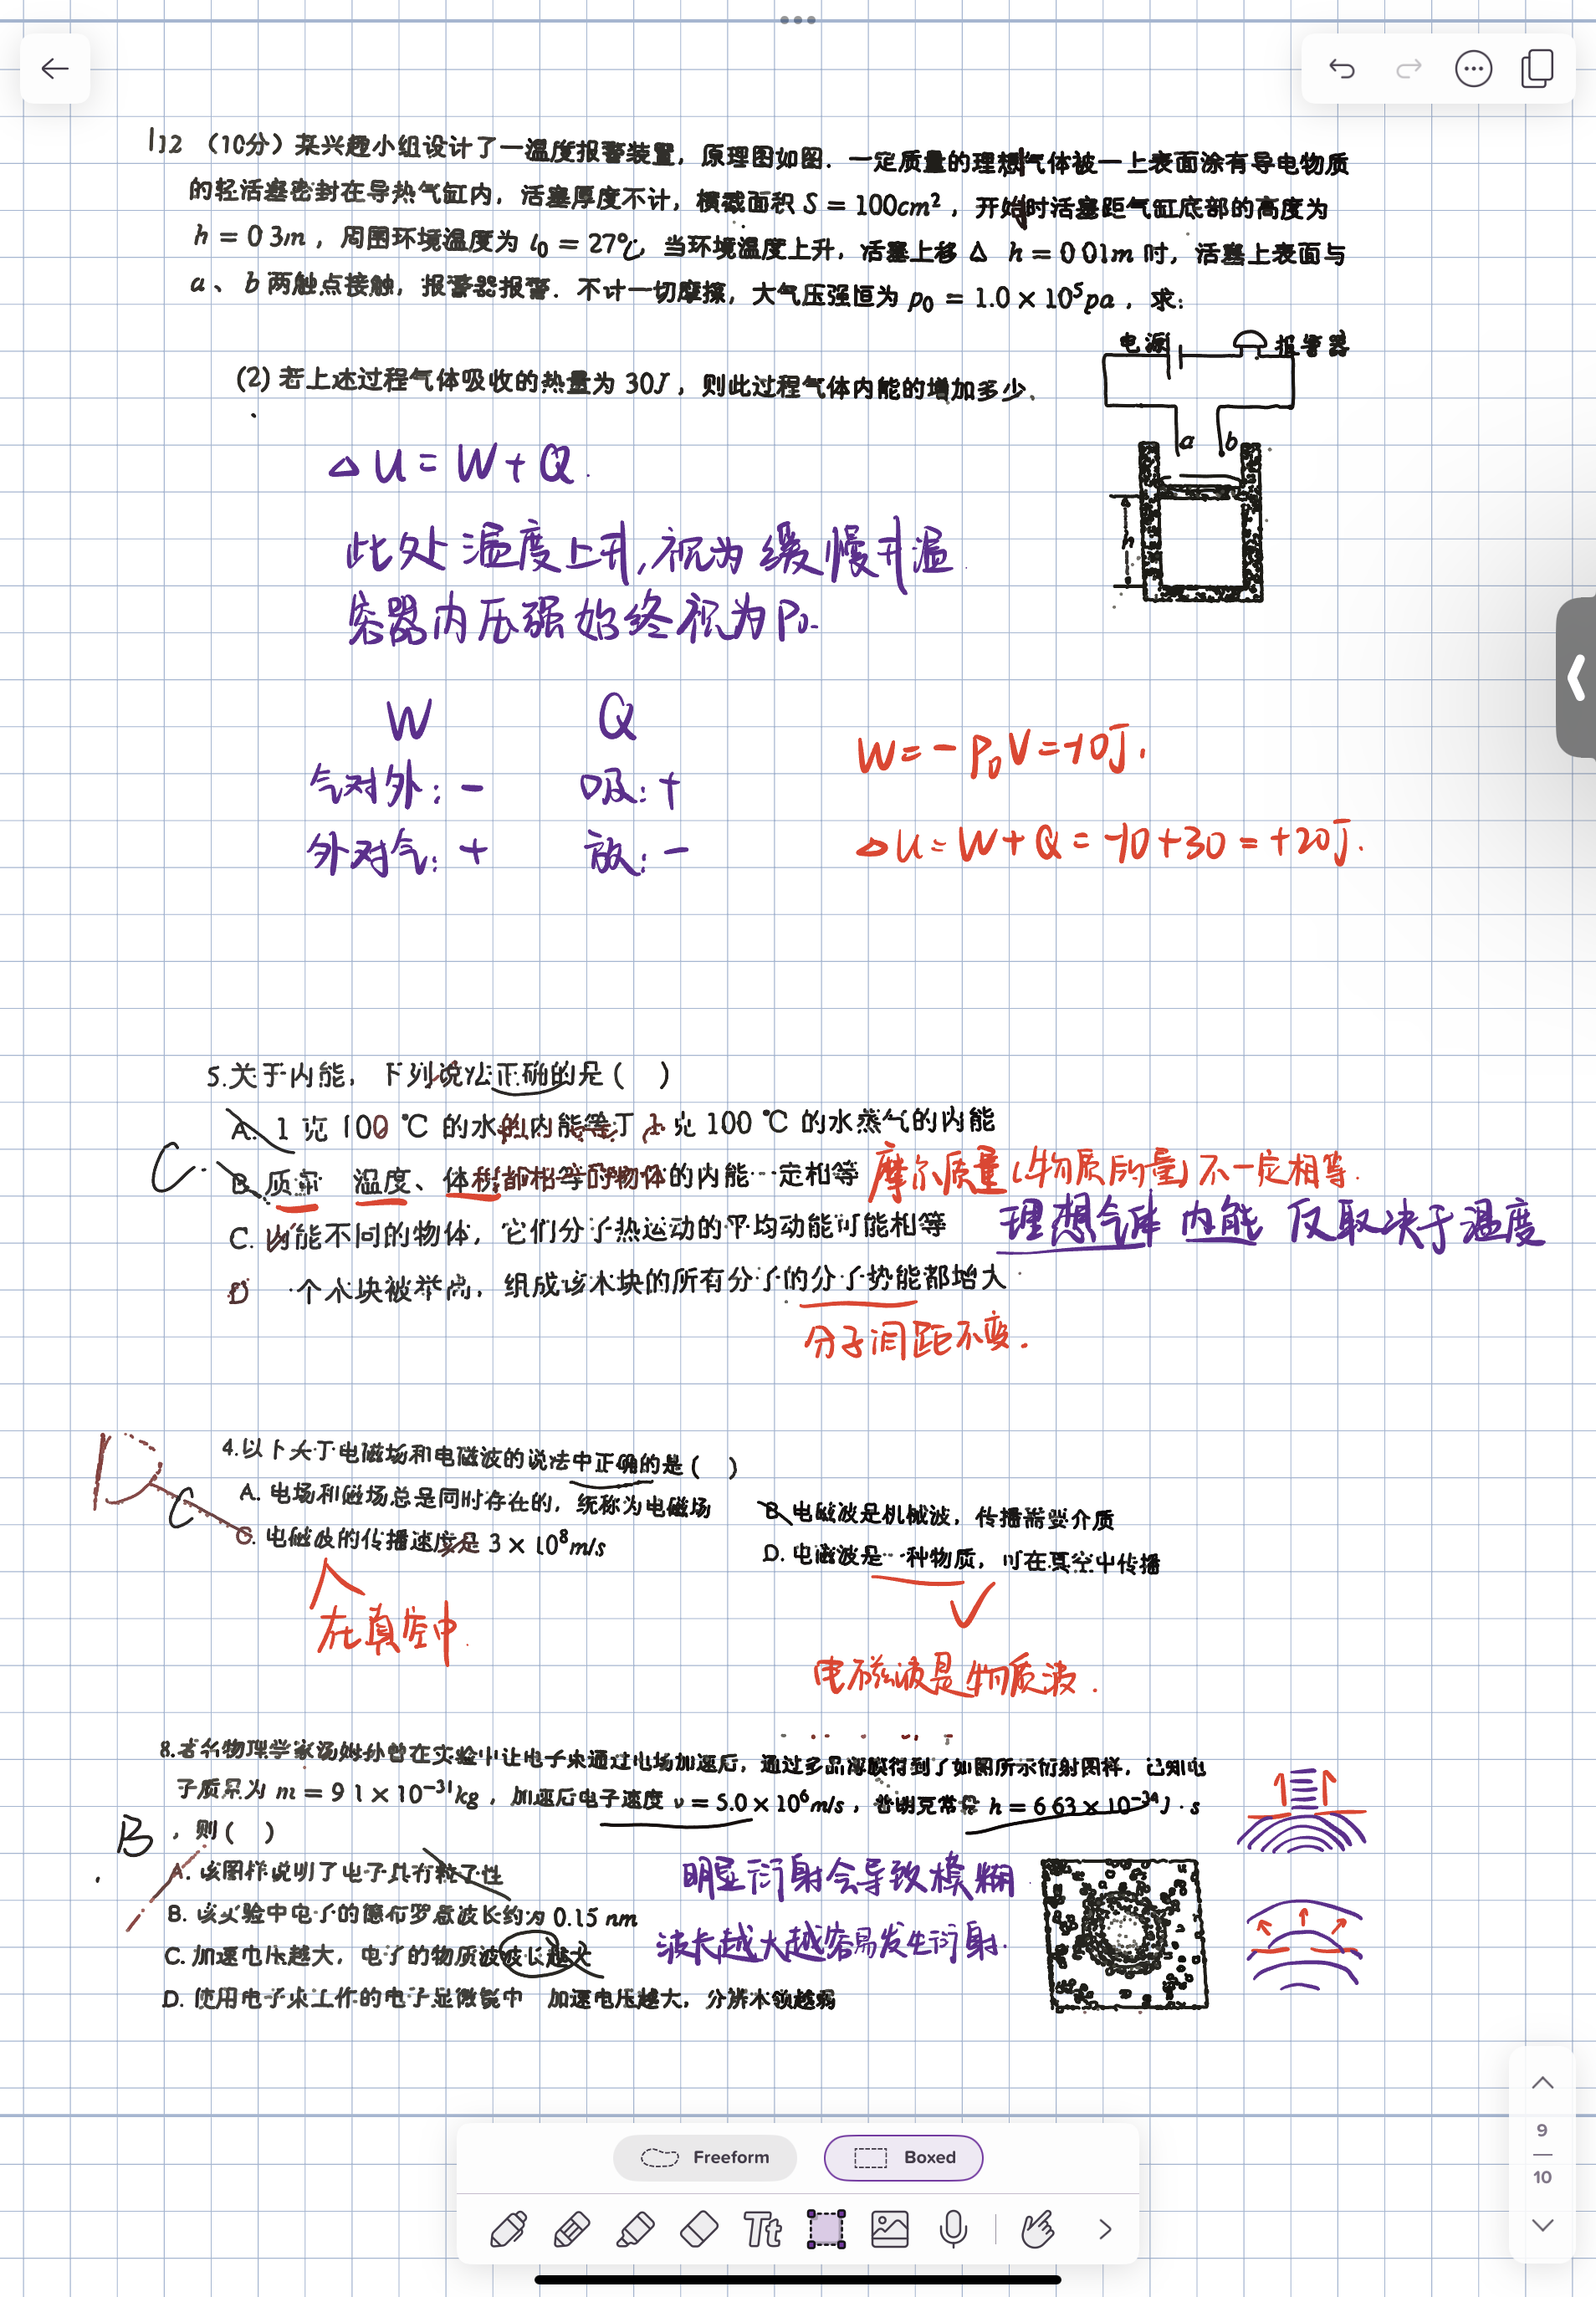 12 （10分）某兴趣小组设计了一温度报警装置，原理图如图．一定质量的理想气体被一上表面涂有导电物质
的轻活塞密封在导热气缸内，活塞厚度不计，横截面积 S = 100cm²，开始时活塞距气缸底部的高度为
h = 0 3m，周围环境温度为 t₀ = 27℃，当环境温度上升，活塞上移 △ h = 0 01m 时，活塞上表面与
a 、 b 两触点接触，报警器报警．不计一切摩擦，大气压强恒为 p₀ = 1.0 × 10⁵pa，求：
电源 报警器
(2) 若上述过程气体吸收的热量为 30J，则此过程气体内能的增加多少．
a b
h
△U = W + Q.
此处温度上升,视为缓慢升温
容器内压强始终视为P₀.
W Q
气对外: − 吸: +
外对气: + 放: −
W = − P₀V = -10J.
△U = W + Q = -10+30 = +20J.
5.关于内能，下列说法正确的是 ( )
A. 1 克 100 ℃ 的水的内能等于 1 克 100 ℃ 的水蒸气的内能
C.
B. 质量 温度、体积都相等的物体的内能一定相等
摩尔质量(物质的量)不一定相等.
C. 内能不同的物体，它们分子热运动的平均动能可能相等
理想气体 内能 仅取决于温度
D 一个木块被举高，组成该木块的所有分子的分子势能都增大
分子间距不变.
4.以下关于电磁场和电磁波的说法中正确的是 ( )
D
A. 电场和磁场总是同时存在的，统称为电磁场
B. 电磁波是机械波，传播需要介质
C
C. 电磁波的传播速度是 3 × 10⁸m/s
D. 电磁波是一种物质，可在真空中传播
在真空中
电磁波是物质波.
8.著名物理学家汤姆孙曾在实验中让电子束通过电场加速后，通过多晶薄膜得到了如图所示衍射图样，已知电
子质量为 m = 9 1 × 10⁻³¹kg，加速后电子速度 v = 5.0 × 10⁶m/s，普朗克常量 h = 6 63 × 10⁻³⁴J · s
B
，则 ( )
A. 该图样说明了电子具有粒子性
明显衍射会导致模糊
B. 该实验中电子的德布罗意波长约为 0.15 nm
波长越大越容易发生衍射.
C. 加速电压越大，电子的物质波波长越大
D. 使用电子束工作的电子显微镜中 加速电压越大，分辨本领越弱
9
10
Freeform
Boxed
Tt